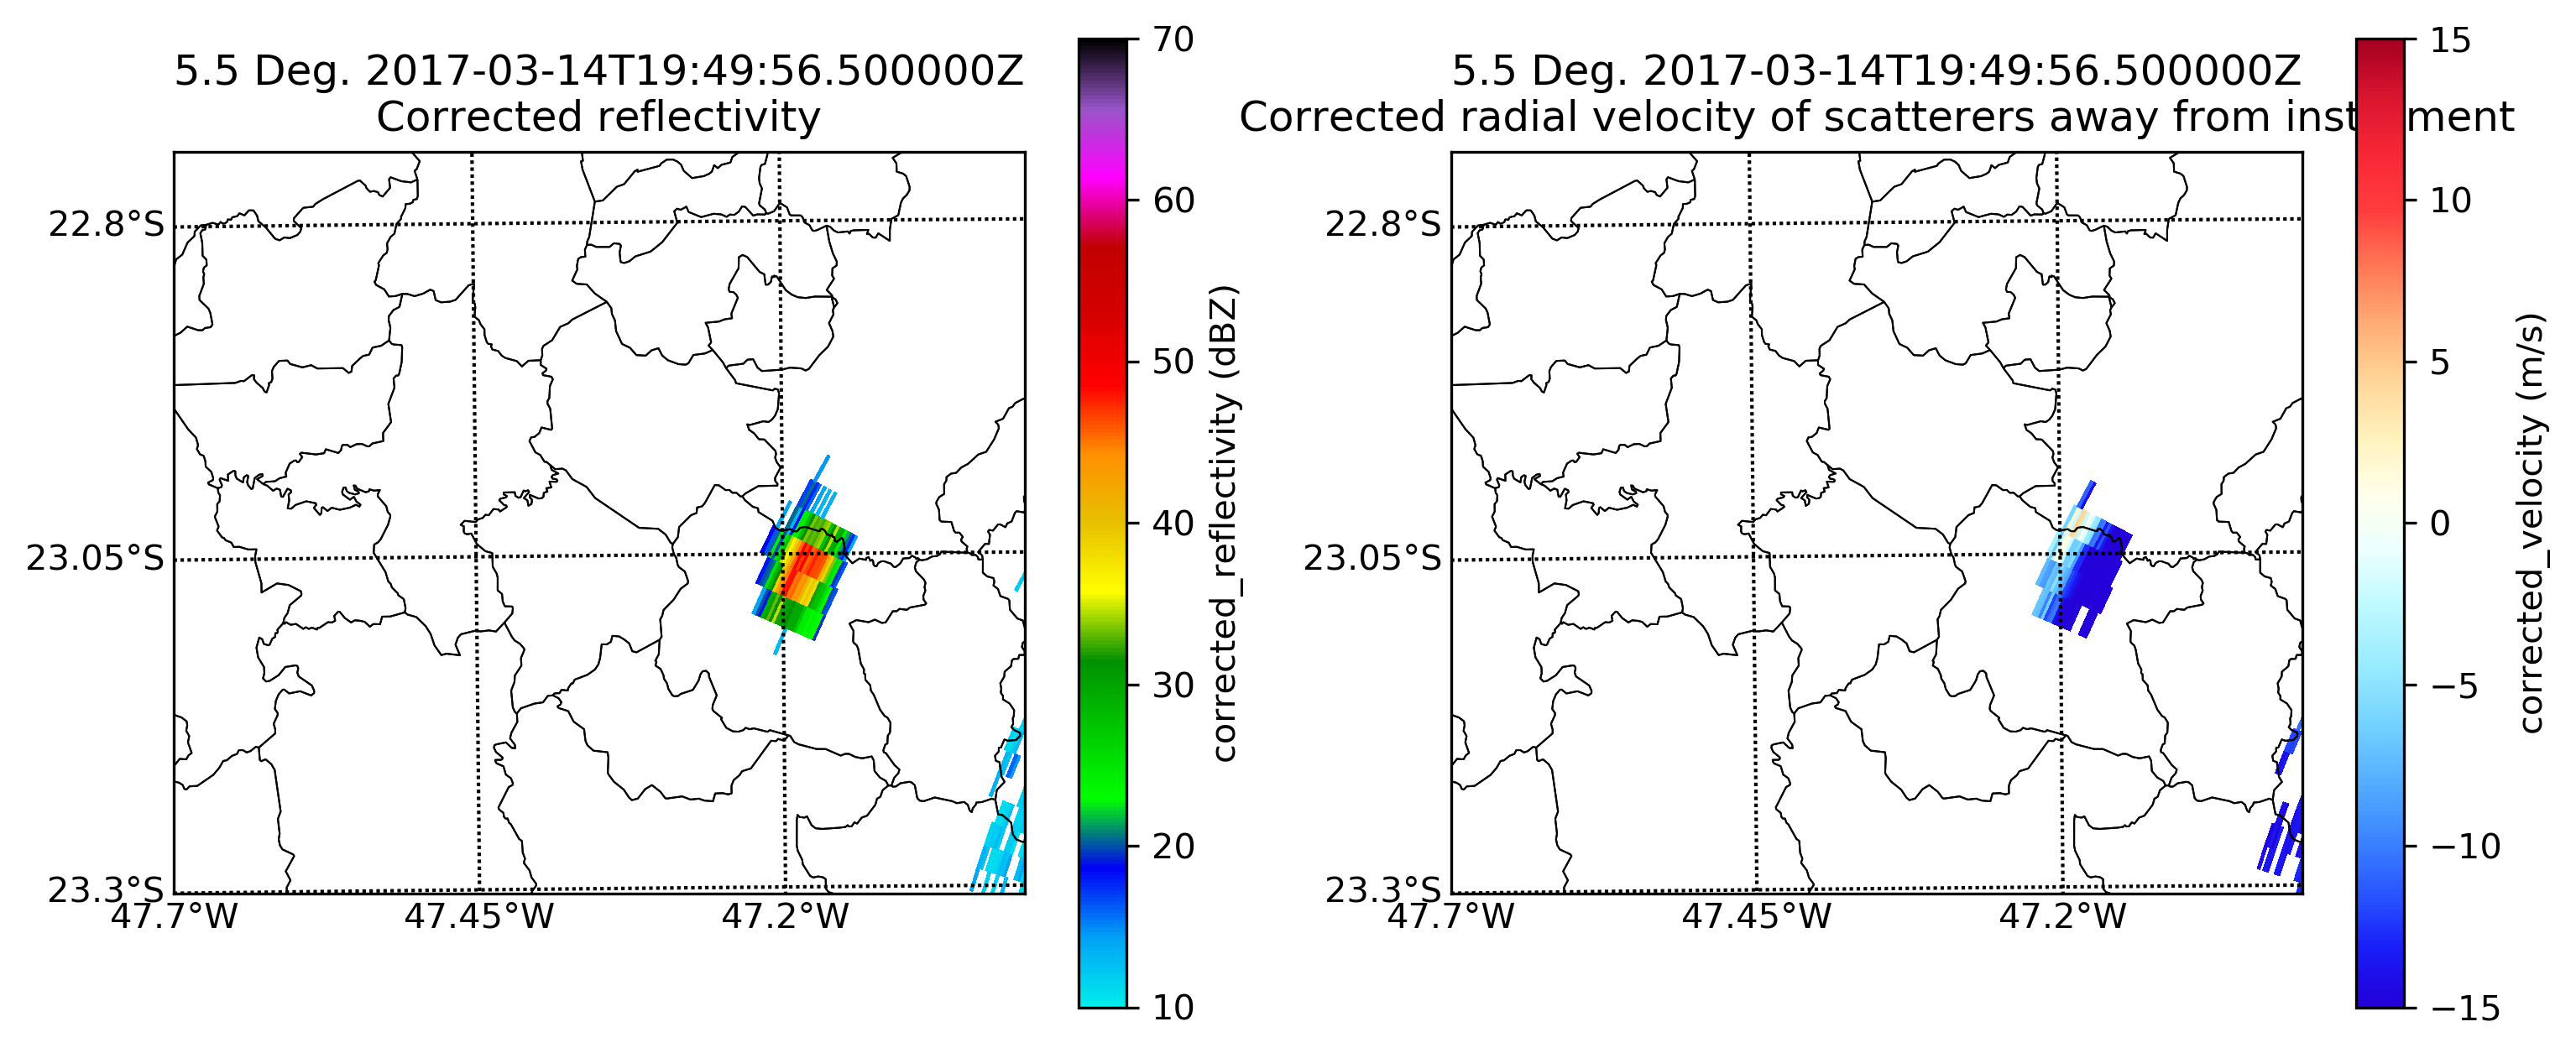 5.5 Deg. 2017-03-14T19:49:56.500000Z
Corrected reflectivity
22.8°S
23.05°S
23.3°S
47.7°W
47.45°W
47.2°W
70
60
50
40
30
20
10
corrected_reflectivity (dBZ)
5.5 Deg. 2017-03-14T19:49:56.500000Z
Corrected radial velocity of scatterers away from inst ment
22.8°S
23.05°S
23.3°S
47.7°W
47.45°W
47.2°W
15
10
5
0
−5
−10
−15
corrected_velocity (m/s)